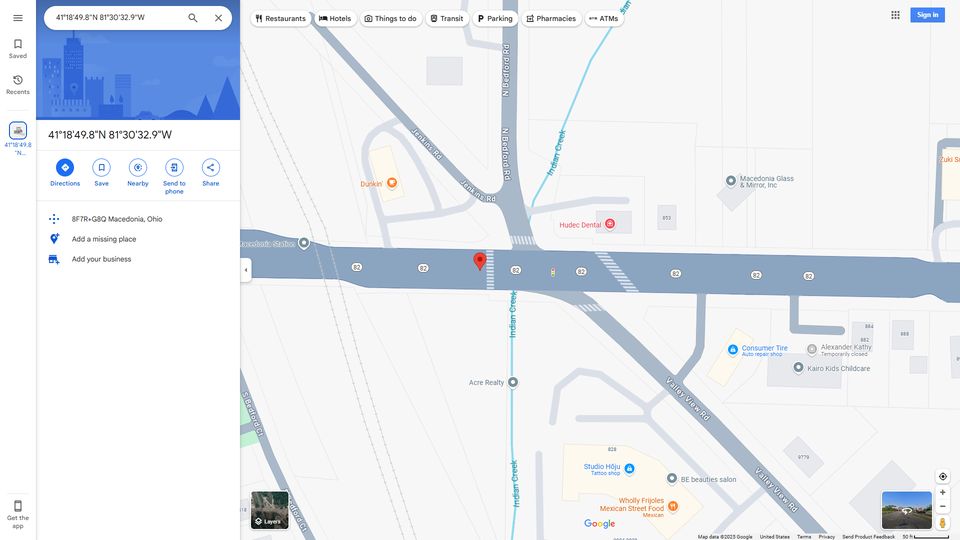 41°18'49.8"N 81°30'32.9"W
Restaurants
Hotels
Things to do
Transit
Parking
Pharmacies
ATMs
Sign in
Saved
Recents
41°18'49.8
"N...
41°18'49.8"N 81°30'32.9"W
Directions
Save
Nearby
Send to
phone
Share
8F7R+G8Q Macedonia, Ohio
Add a missing place
Add your business
Get the
app
N Bedford Rd
N Bedford Rd
Indian Creek
Jenkins Rd
Jenkins Rd
Dunkin'
Macedonia Glass
& Mirror, Inc
Hudec Dental
853
Macedonia Station
82
82
82
82
82
82
82
Indian Creek
884
882
888
Consumer Tire
Auto repair shop
Alexander Kathy
Temporarily closed
Kairo Kids Childcare
Acre Realty
Valley View Rd
S Bedford Ct
828
9779
Studio Hōju
Tattoo shop
BE beauties salon
Indian Creek
Valley View Rd
Wholly Frijoles
Mexican Street Food
Mexican
Layers
Google
Map data ©2025 Google
United States
Terms
Privacy
Send Product Feedback
50 ft